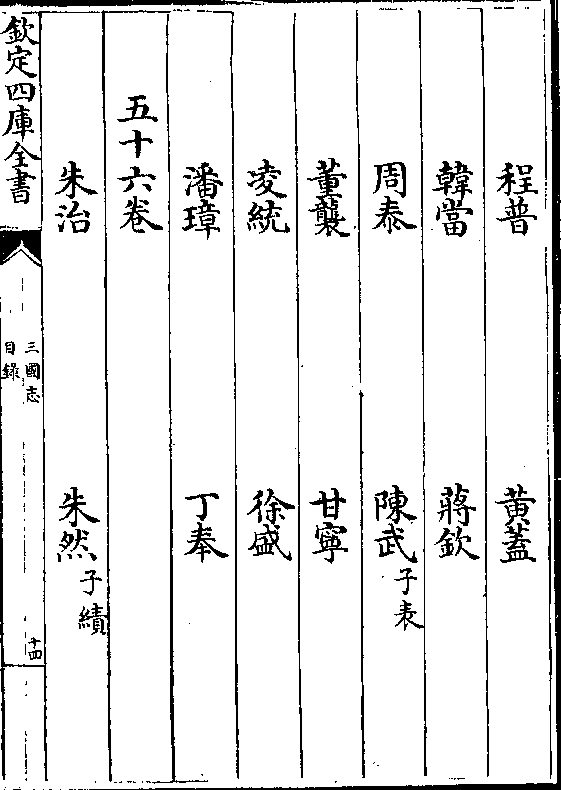 程普 黃蓋
韓當 蔣欽
周泰 陳武子表
董襲 甘寧
凌統 徐盛
潘璋 丁奉
五十六卷
朱治 朱然子績
欽定四庫全書
三國志
目錄
十四